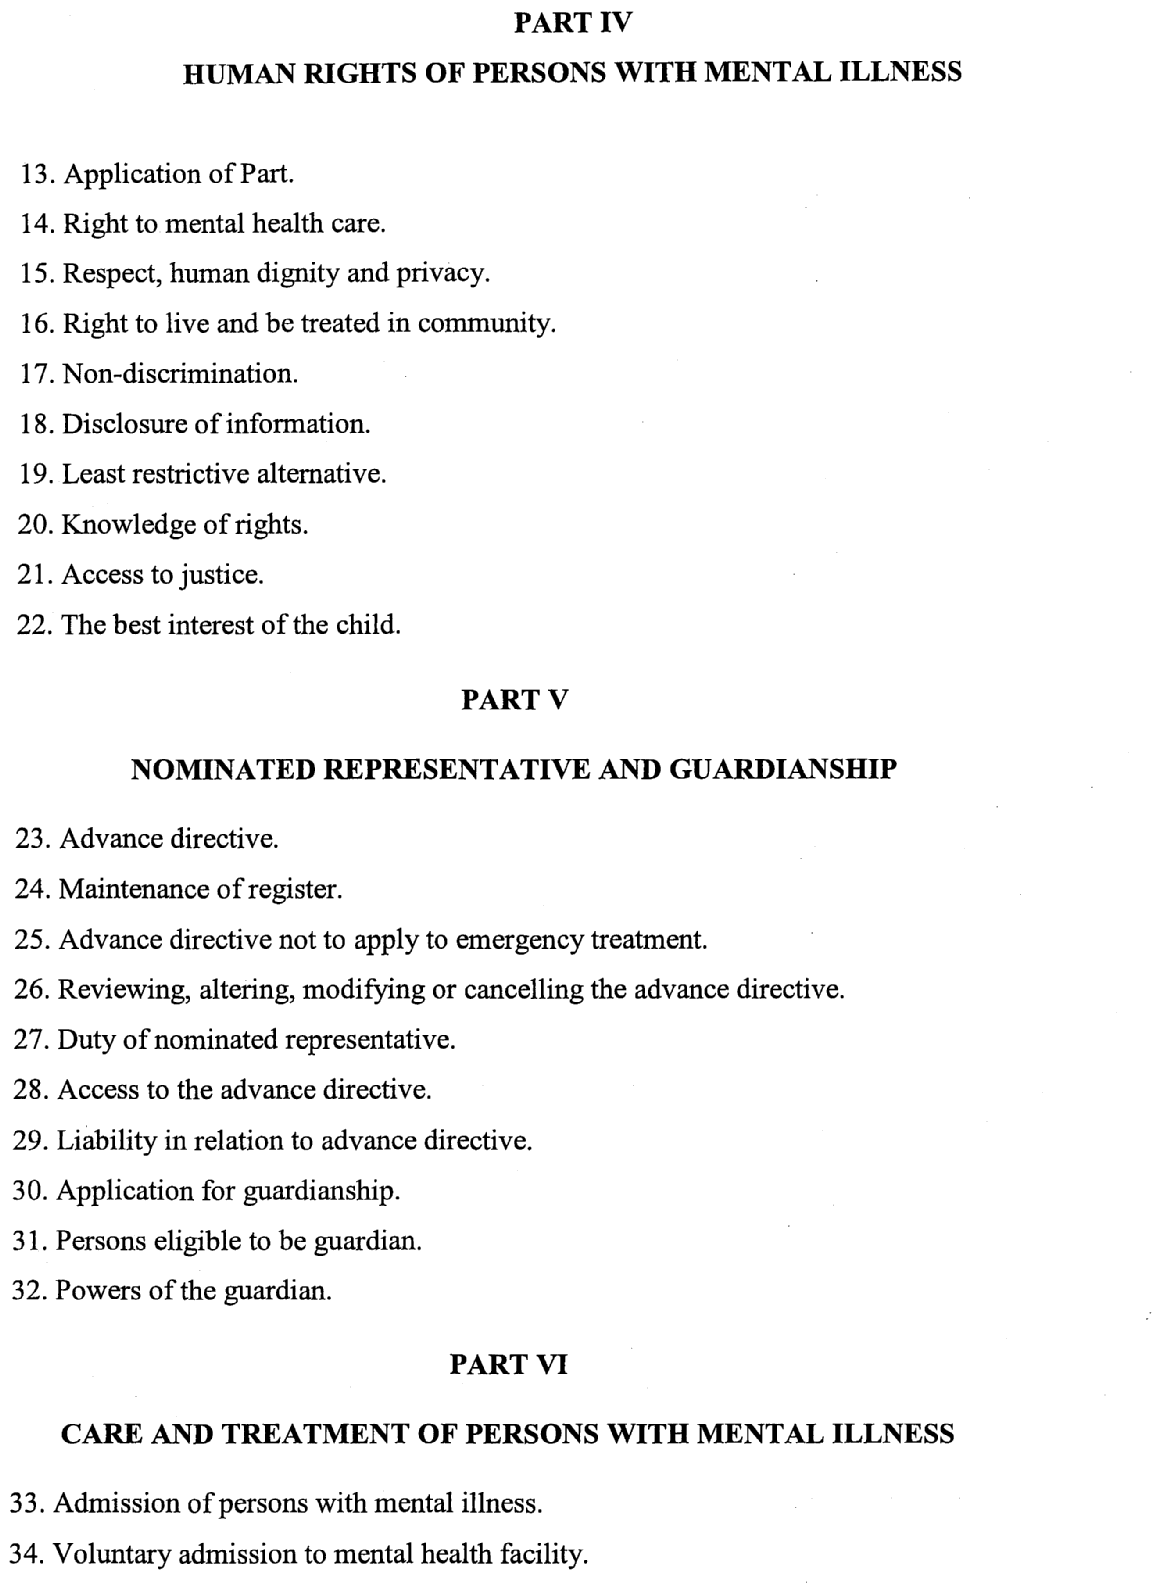 PART IV
HUMAN RIGHTS OF PERSONS WITH MENTAL ILLNESS
13. Application of Part.
14. Right to mental health care.
15. Respect, human dignity and privacy.
16. Right to live and be treated in community.
17. Non-discrimination.
18. Disclosure of information.
19. Least restrictive alternative.
20. Knowledge of rights.
21. Access to justice.
22. The best interest of the child.
PART V
NOMINATED REPRESENTATIVE AND GUARDIANSHIP
23. Advance directive.
24. Maintenance of register.
25. Advance directive not to apply to emergency treatment.
26. Reviewing, altering, modifying or cancelling the advance directive.
27. Duty of nominated representative.
28. Access to the advance directive.
29. Liability in relation to advance directive.
30. Application for guardianship.
31. Persons eligible to be guardian.
32. Powers of the guardian.
PART VI
CARE AND TREATMENT OF PERSONS WITH MENTAL ILLNESS
33. Admission of persons with mental illness.
34. Voluntary admission to mental health facility.